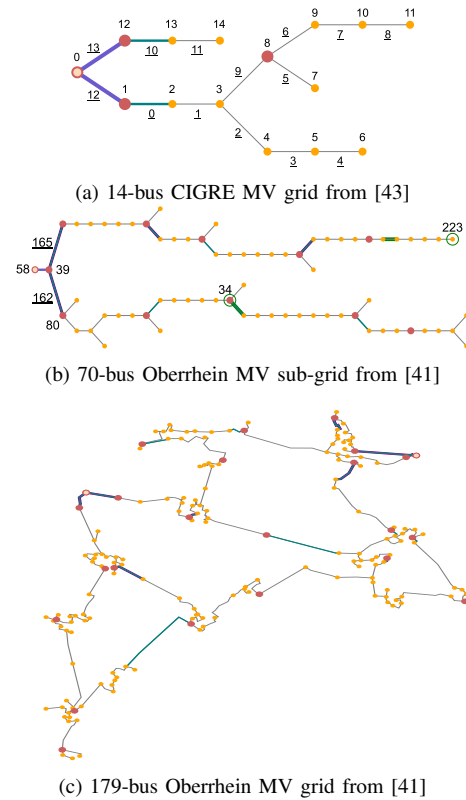 12 13 14 9 10 11
0 13 10 11 8 6 7 8
12 1 2 3 9 5 7
0 1 2 4 5 6
3 4
(a) 14-bus CIGRE MV grid from [43]
165 223
58 39 34
162
80
(b) 70-bus Oberrhein MV sub-grid from [41]
(c) 179-bus Oberrhein MV grid from [41]